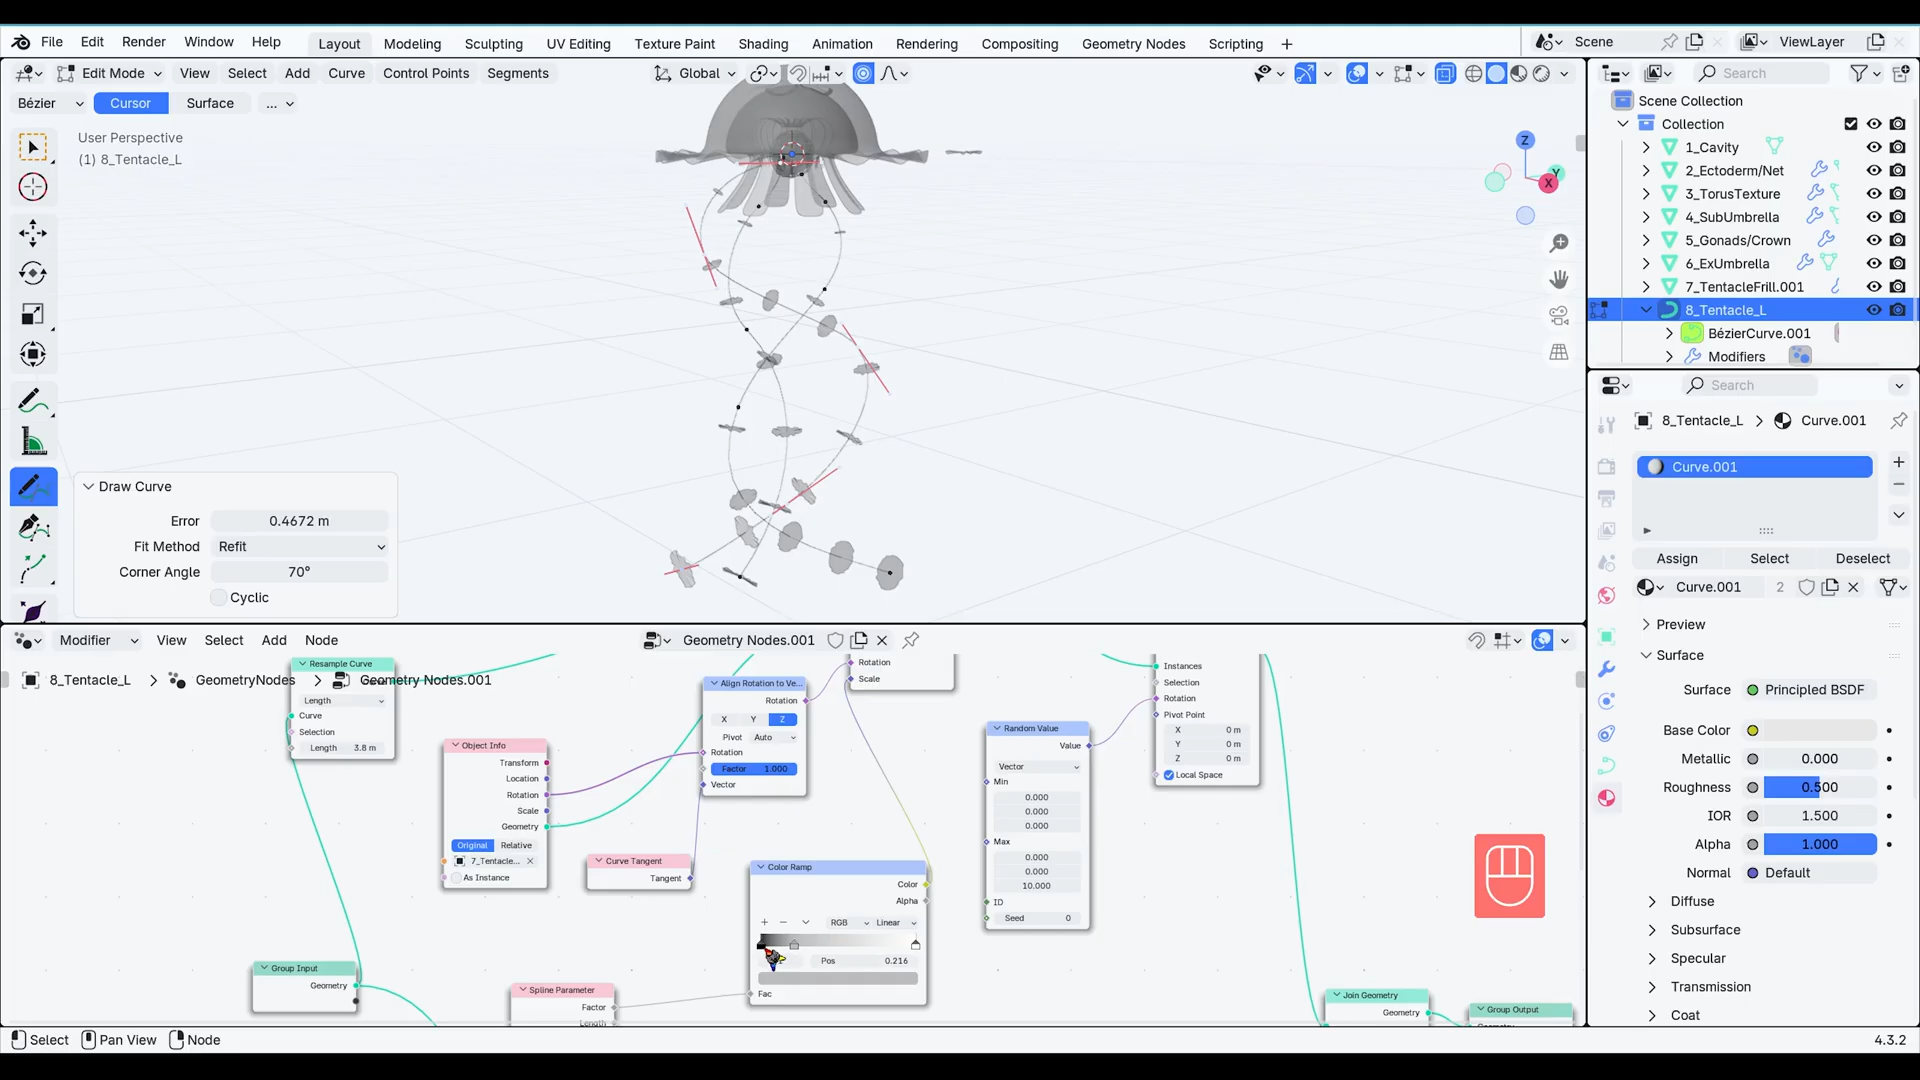 File Edit Render Window Help Layout Modeling Sculpting UV Editing Texture Paint Shading Animation Rendering Compositing Geometry Nodes Scripting + Scene ViewLayer
Edit Mode View Select Add Curve Control Points Segments Global Search
Bézier Cursor Surface ...
User Perspective
(1) 8_Tentacle_L
Z
Y
X
Scene Collection
Collection
1_Cavity
2_Ectoderm/Net
3_TorusTexture
4_SubUmbrella
5_Gonads/Crown
6_ExUmbrella
7_TentacleFrill.001
8_Tentacle_L
BézierCurve.001
Modifiers
Search
8_Tentacle_L > Curve.001
Curve.001
Assign Select Deselect
Curve.001 2
Preview
Surface
Surface Principled BSDF
Base Color
Metallic 0.000
Roughness 0.500
IOR 1.500
Alpha 1.000
Normal Default
Diffuse
Subsurface
Specular
Transmission
Coat
Draw Curve
Error 0.4672 m
Fit Method Refit
Corner Angle 70°
Cyclic
Modifier View Select Add Node Geometry Nodes.001
8_Tentacle_L > GeometryNodes > Geometry Nodes.001
Resample Curve
Length
Curve
Selection
Length 3.8 m
Object Info
Transform
Location
Rotation
Scale
Geometry
Original Relative
7_Tentacle...
As Instance
Align Rotation to Ve...
Rotation
X Y Z
Pivot Auto
Rotation
Factor 1.000
Vector
Rotation
Scale
Curve Tangent
Tangent
Color Ramp
Color
Alpha
RGB Linear
Pos 0.216
Fac
Random Value
Value
Vector
Min
0.000
0.000
0.000
Max
0.000
0.000
10.000
ID
Seed 0
Instances
Selection
Rotation
Pivot Point
X 0 m
Y 0 m
Z 0 m
Local Space
Group Input
Geometry
Spline Parameter
Factor
Length
Join Geometry
Geometry
Group Output
Select Pan View Node 4.3.2